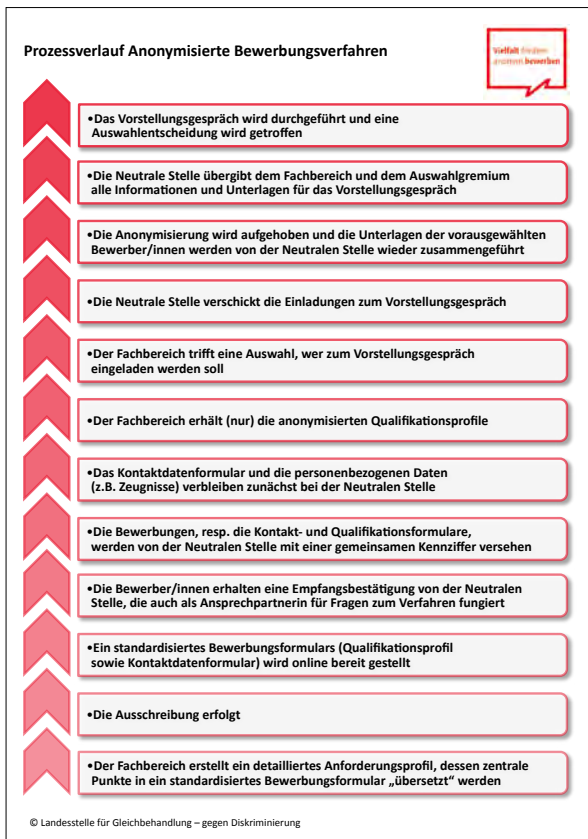 Prozessverlauf Anonymisierte Bewerbungsverfahren
Vielfalt fördern
anonym bewerben
•Das Vorstellungsgespräch wird durchgeführt und eine
Auswahlentscheidung wird getroffen
•Die Neutrale Stelle übergibt dem Fachbereich und dem Auswahlgremium
alle Informationen und Unterlagen für das Vorstellungsgespräch
•Die Anonymisierung wird aufgehoben und die Unterlagen der vorausgewählten
Bewerber/innen werden von der Neutralen Stelle wieder zusammengeführt
•Die Neutrale Stelle verschickt die Einladungen zum Vorstellungsgespräch
•Der Fachbereich trifft eine Auswahl, wer zum Vorstellungsgespräch
eingeladen werden soll
•Der Fachbereich erhält (nur) die anonymisierten Qualifikationsprofile
•Das Kontaktdatenformular und die personenbezogenen Daten
(z.B. Zeugnisse) verbleiben zunächst bei der Neutralen Stelle
•Die Bewerbungen, resp. die Kontakt- und Qualifikationsformulare,
werden von der Neutralen Stelle mit einer gemeinsamen Kennziffer versehen
•Die Bewerber/innen erhalten eine Empfangsbestätigung von der Neutralen
Stelle, die auch als Ansprechpartnerin für Fragen zum Verfahren fungiert
•Ein standardisiertes Bewerbungsformulars (Qualifikationsprofil
sowie Kontaktdatenformular) wird online bereit gestellt
•Die Ausschreibung erfolgt
•Der Fachbereich erstellt ein detailliertes Anforderungsprofil, dessen zentrale
Punkte in ein standardisiertes Bewerbungsformular „übersetzt“ werden
© Landesstelle für Gleichbehandlung – gegen Diskriminierung